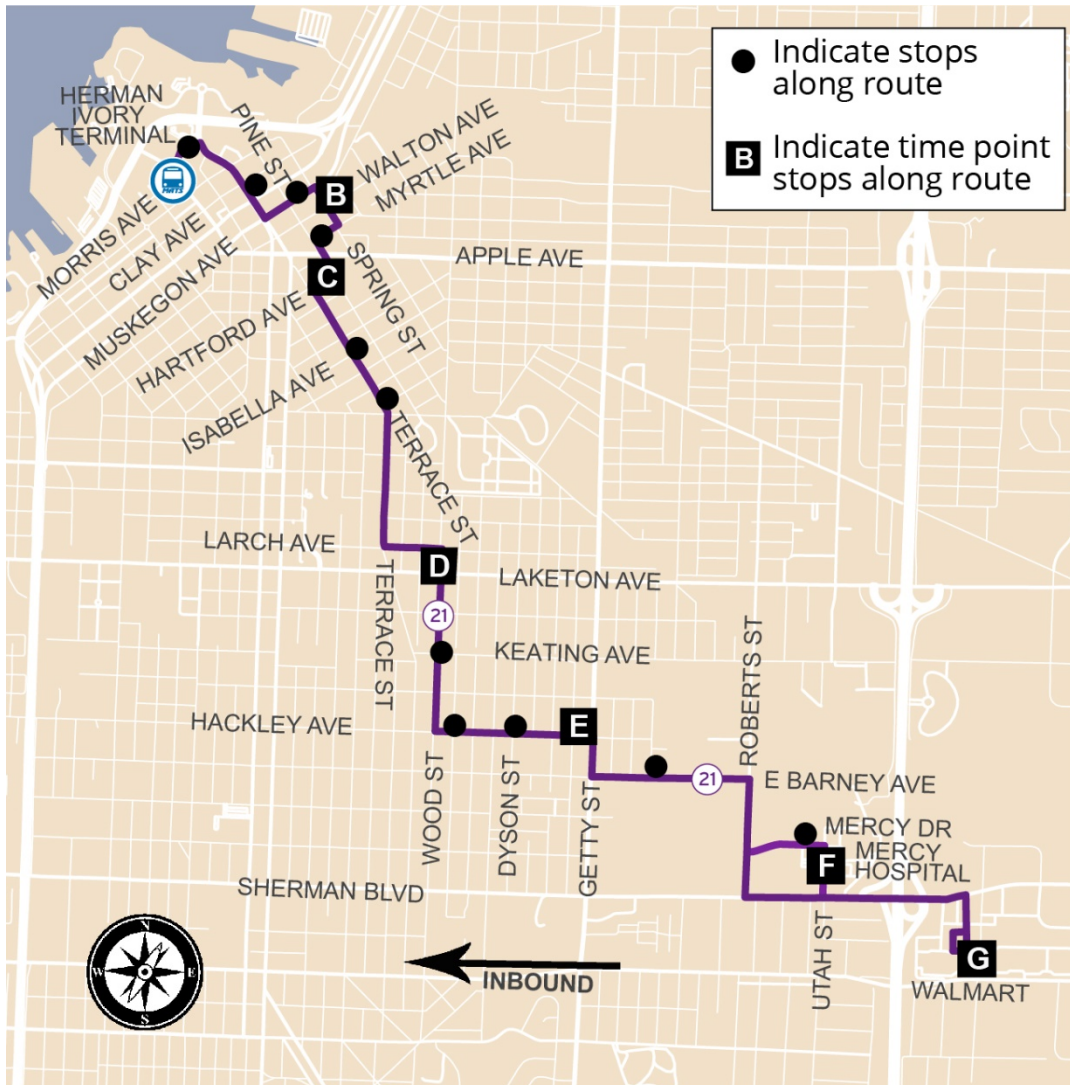 Indicate stops
along route
B
Indicate time point
stops along route
HERMAN
IVORY
TERMINAL
PINE ST
WALTON AVE
MYRTLE AVE
B
MORRIS AVE
CLAY AVE
MUSKEGON AVE
SPRING ST
APPLE AVE
C
HARTFORD AVE
ISABELLA AVE
TERRACE ST
LARCH AVE
D
LAKETON AVE
TERRACE ST
21
KEATING AVE
ROBERTS ST
HACKLEY AVE
E
WOOD ST
DYSON ST
GETTY ST
21
E BARNEY AVE
MERCY DR
MERCY
HOSPITAL
F
SHERMAN BLVD
UTAH ST
G
WALMART
INBOUND
N
W
E
S